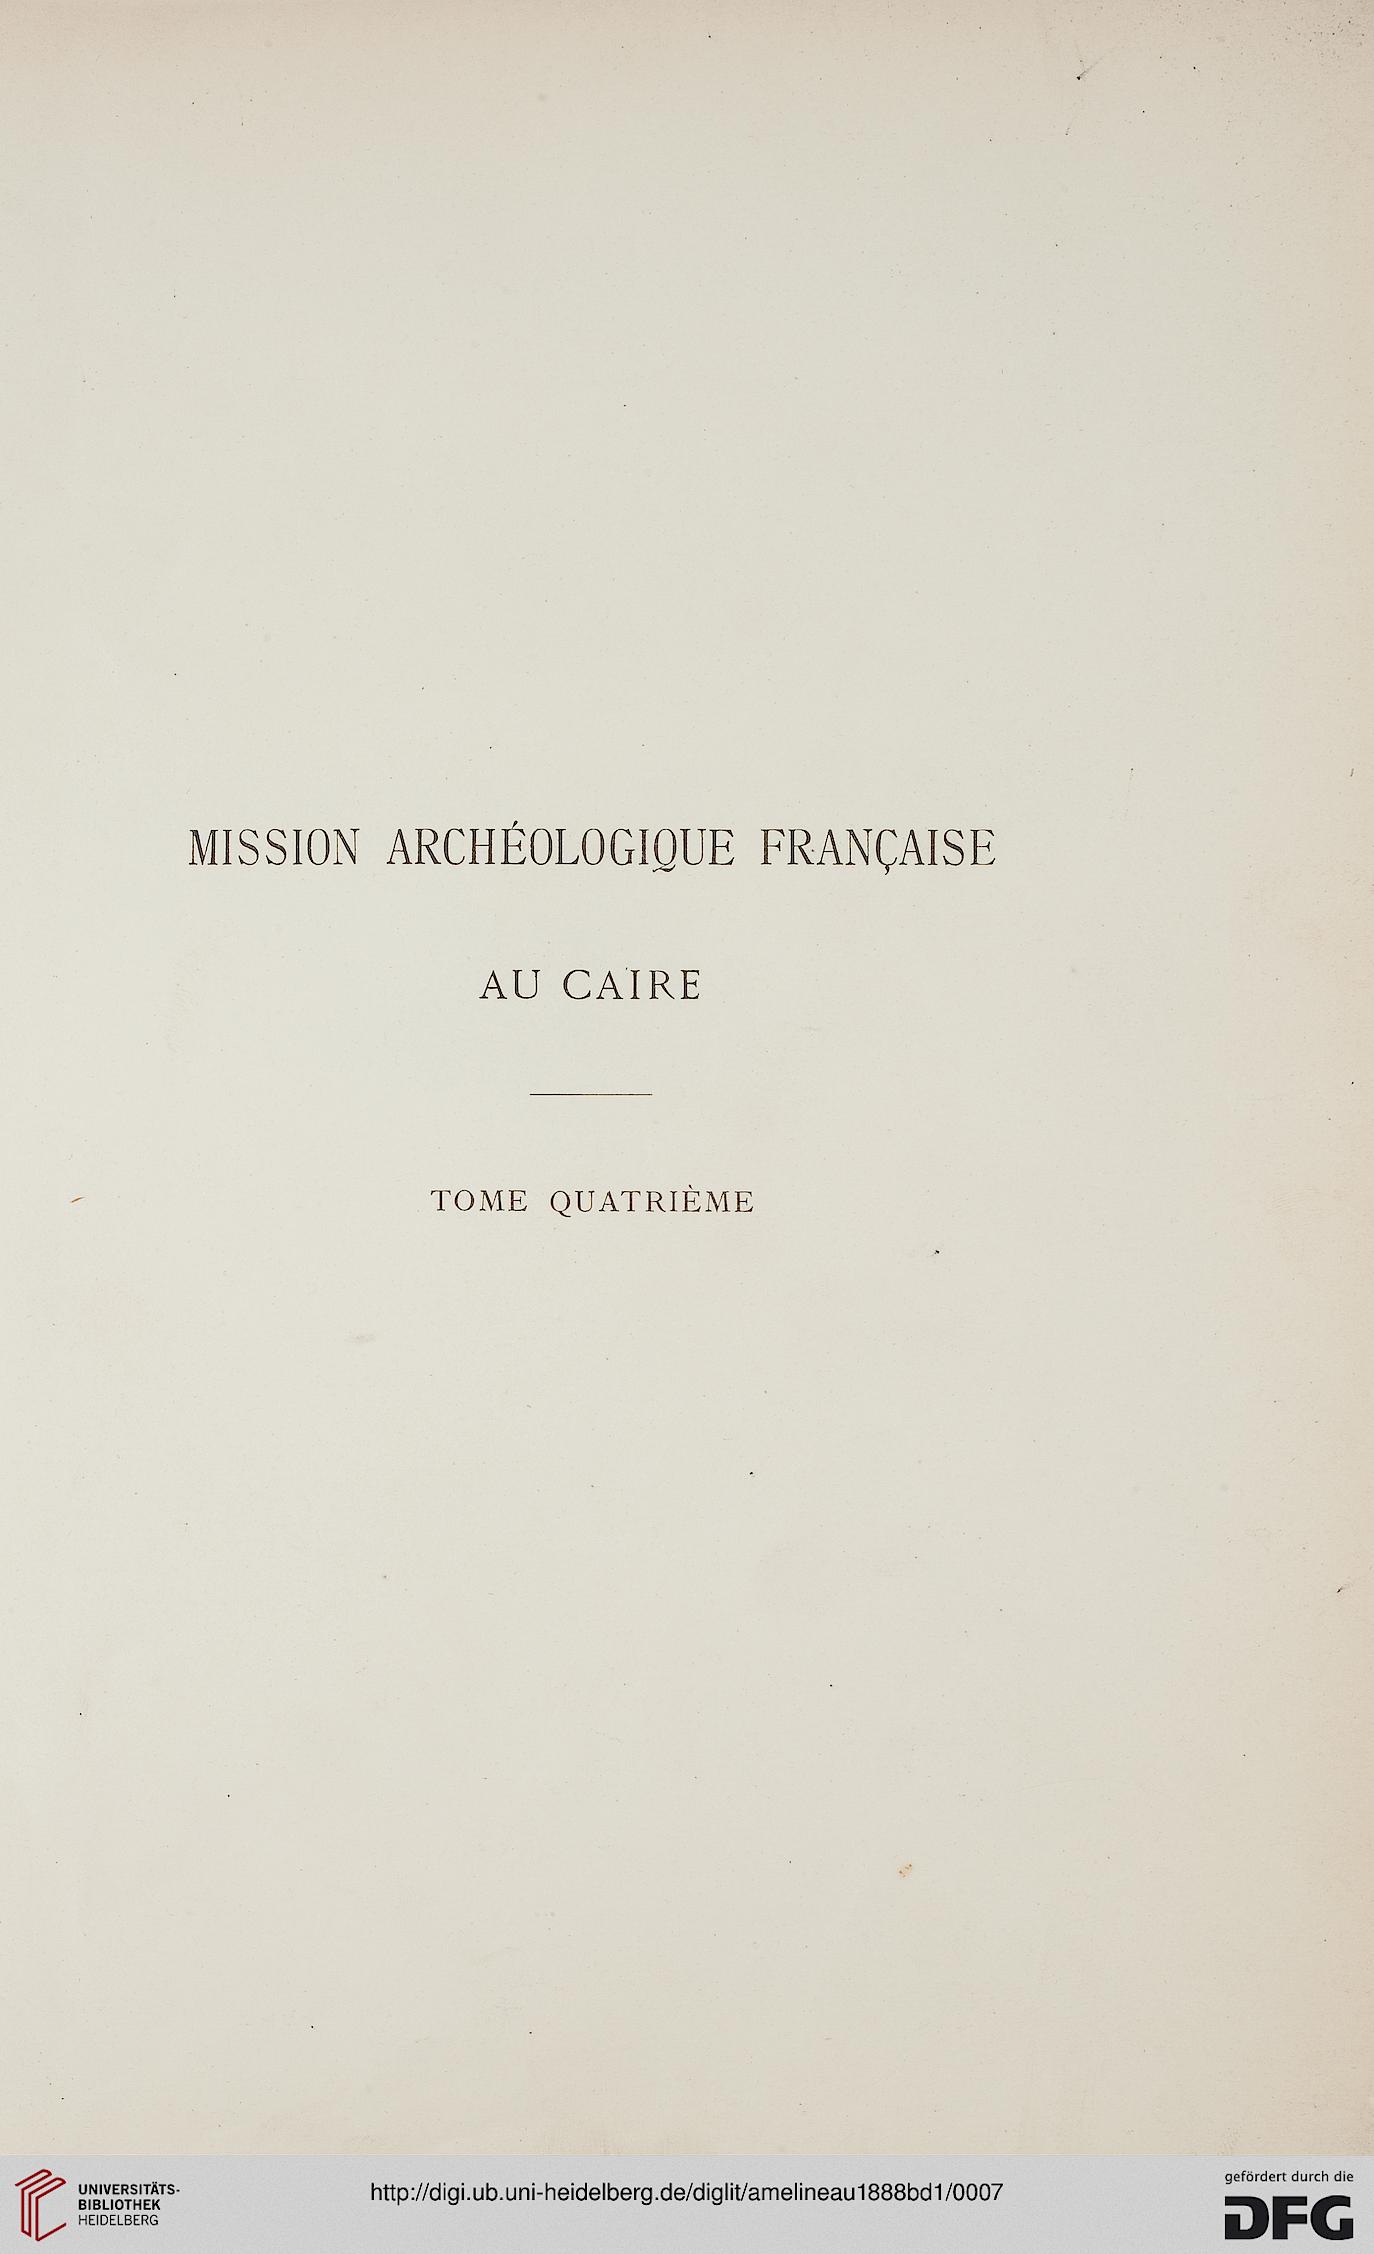 MISSION ARCHÉOLOGIQUE FRANÇAISE
AU CAIRE
TOME QUATRIÈME
UNIVERSITÄTS-
BIBLIOTHEK
HEIDELBERG
http://digi.ub.uni-heidelberg.de/diglit/amelineau1888bd1/0007
gefördert durch die
DFG